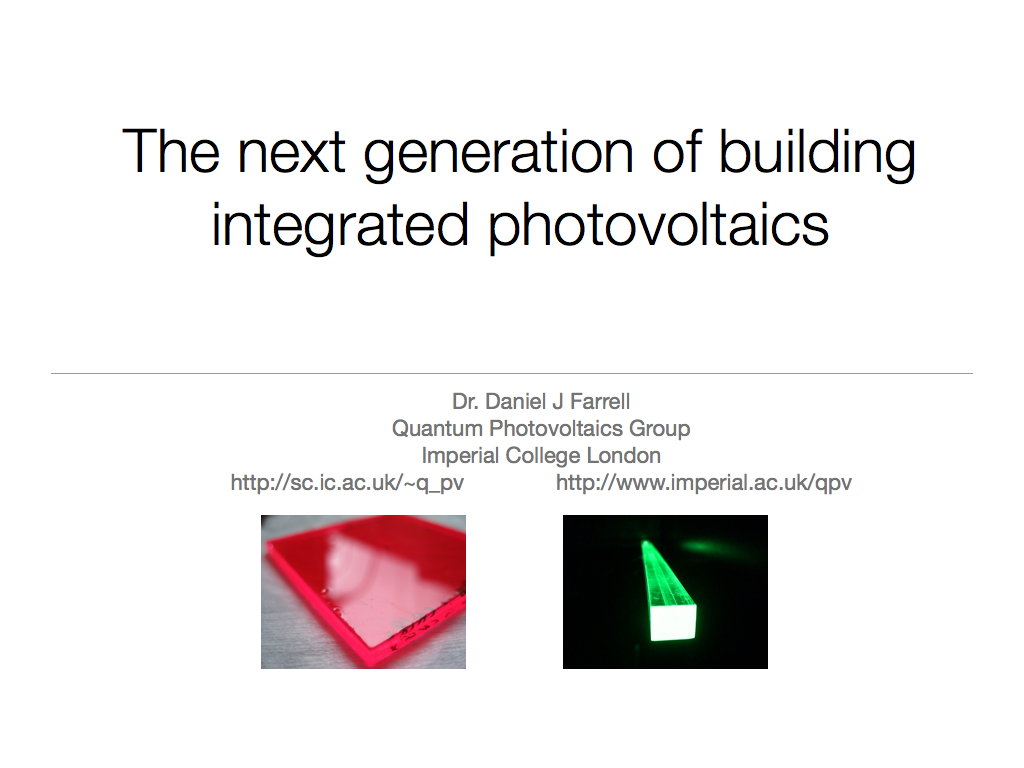 The next generation of building
integrated photovoltaics
Dr. Daniel J Farrell
Quantum Photovoltaics Group
Imperial College London
http://sc.ic.ac.uk/~q_pv http://www.imperial.ac.uk/qpv